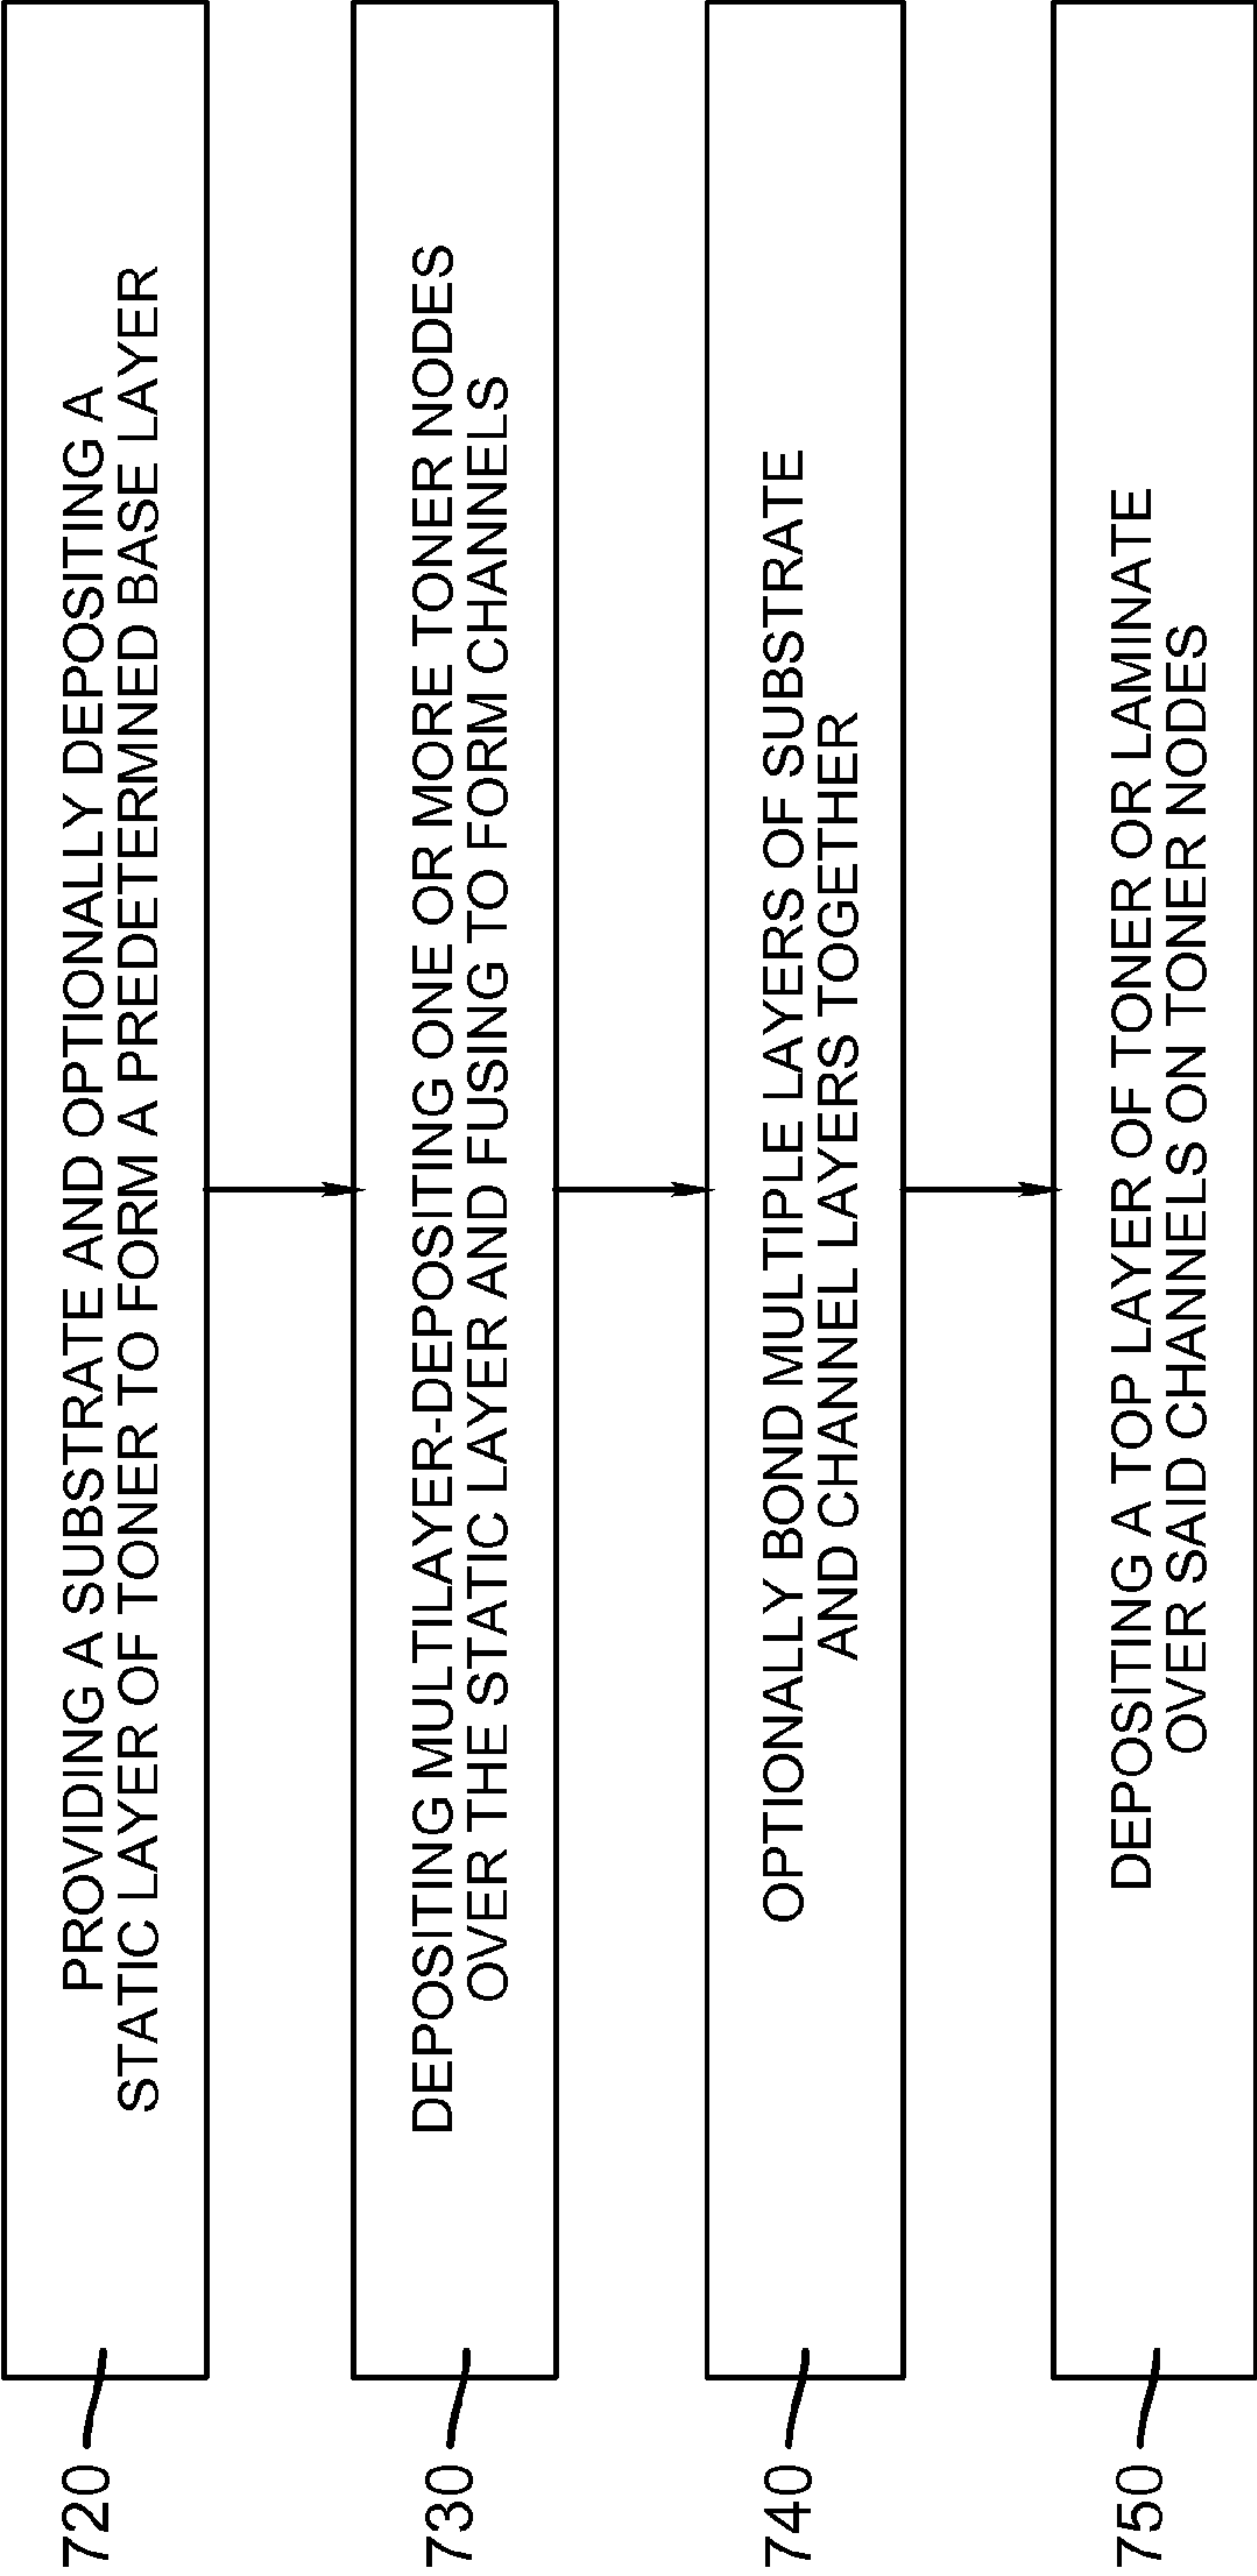 720
PROVIDING A SUBSTRATE AND OPTIONALLY DEPOSITING A
STATIC LAYER OF TONER TO FORM A PREDETERMNED BASE LAYER
730
DEPOSITING MULTILAYER-DEPOSITING ONE OR MORE TONER NODES
OVER THE STATIC LAYER AND FUSING TO FORM CHANNELS
740
OPTIONALLY BOND MULTIPLE LAYERS OF SUBSTRATE
AND CHANNEL LAYERS TOGETHER
750
DEPOSITING A TOP LAYER OF TONER OR LAMINATE
OVER SAID CHANNELS ON TONER NODES